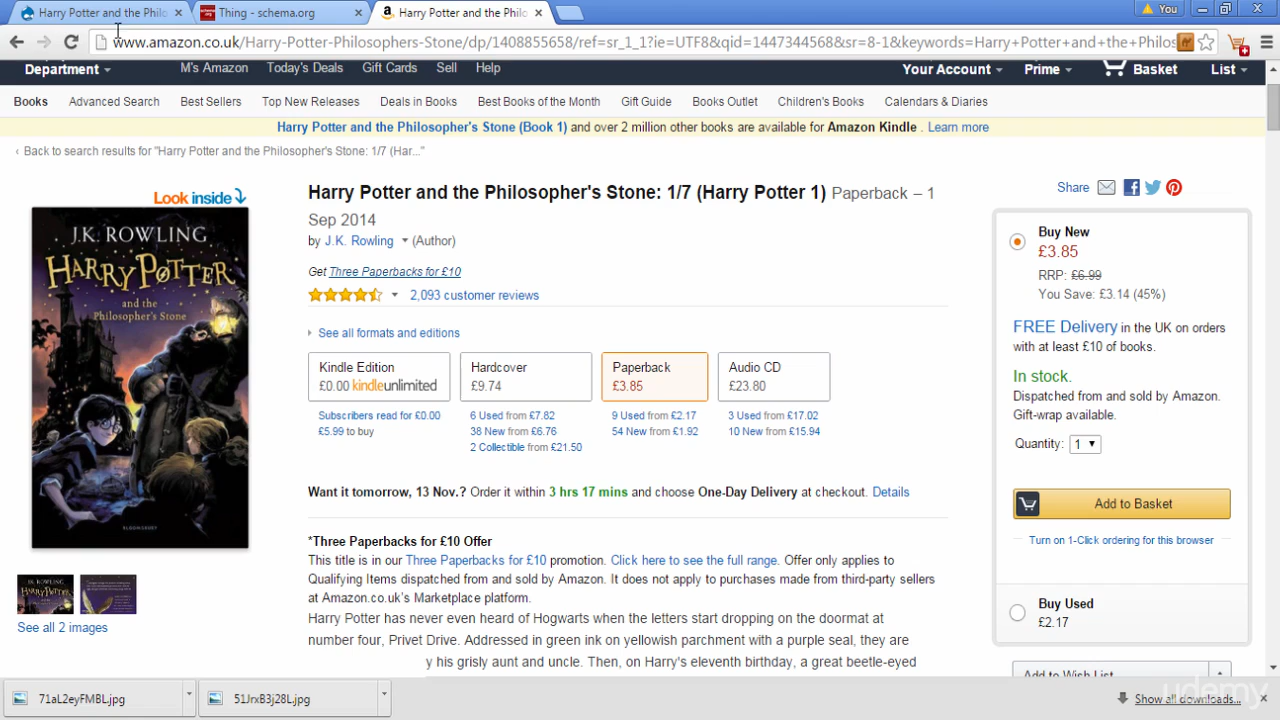 Harry Potter and the Philo
Thing - schema.org
Harry Potter and the Philo
You
www.amazon.co.uk/Harry-Potter-Philosophers-Stone/dp/1408855658/ref=sr_1_1?ie=UTF8&qid=1447344568&sr=8-1&keywords=Harry+Potter+and+the+Philos
Department
M's Amazon
Today's Deals
Gift Cards
Sell
Help
Your Account
Prime
Basket
List
Books
Advanced Search
Best Sellers
Top New Releases
Deals in Books
Best Books of the Month
Gift Guide
Books Outlet
Children's Books
Calendars & Diaries
Harry Potter and the Philosopher's Stone (Book 1) and over 2 million other books are available for Amazon Kindle . Learn more
‹ Back to search results for "Harry Potter and the Philosopher's Stone: 1/7 (Har..."
Look inside
J.K. ROWLING
HARRY POTTER
and the
Philosopher's Stone
BLOOMSBURY
See all 2 images
Harry Potter and the Philosopher's Stone: 1/7 (Harry Potter 1) Paperback – 1
Sep 2014
by J.K. Rowling (Author)
Get Three Paperbacks for £10
2,093 customer reviews
See all formats and editions
Kindle Edition
£0.00 kindleunlimited
Hardcover
£9.74
Paperback
£3.85
Audio CD
£23.80
Subscribers read for £0.00
£5.99 to buy
6 Used from £7.82
38 New from £6.76
2 Collectible from £21.50
9 Used from £2.17
54 New from £1.92
3 Used from £17.02
10 New from £15.94
Want it tomorrow, 13 Nov.? Order it within 3 hrs 17 mins and choose One-Day Delivery at checkout. Details
*Three Paperbacks for £10 Offer
This title is in our Three Paperbacks for £10 promotion. Click here to see the full range. Offer only applies to
Qualifying Items dispatched from and sold by Amazon. It does not apply to purchases made from third-party sellers
at Amazon.co.uk's Marketplace platform.
Harry Potter has never even heard of Hogwarts when the letters start dropping on the doormat at
number four, Privet Drive. Addressed in green ink on yellowish parchment with a purple seal, they are
y his grisly aunt and uncle. Then, on Harry's eleventh birthday, a great beetle-eyed
Share
Buy New
£3.85
RRP: £6.99
You Save: £3.14 (45%)
FREE Delivery in the UK on orders
with at least £10 of books.
In stock.
Dispatched from and sold by Amazon.
Gift-wrap available.
Quantity: 1
Add to Basket
Turn on 1-Click ordering for this browser
Buy Used
£2.17
Add to Wish List
71aL2eyFMBL.jpg
51JrxB3j28L.jpg
Show all downloads...
udemy